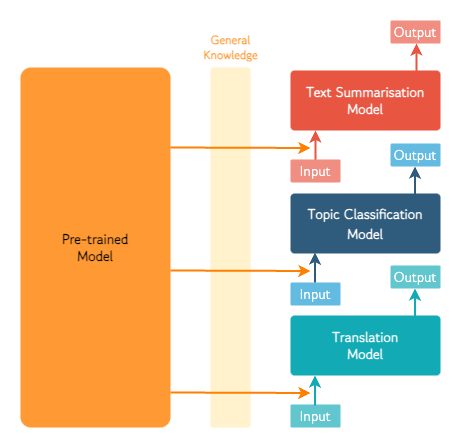 Output
General
Knowledge
Text Summarisation
Model
Input
Output
Pre-trained
Model
Topic Classification
Model
Input
Output
Translation
Model
Input